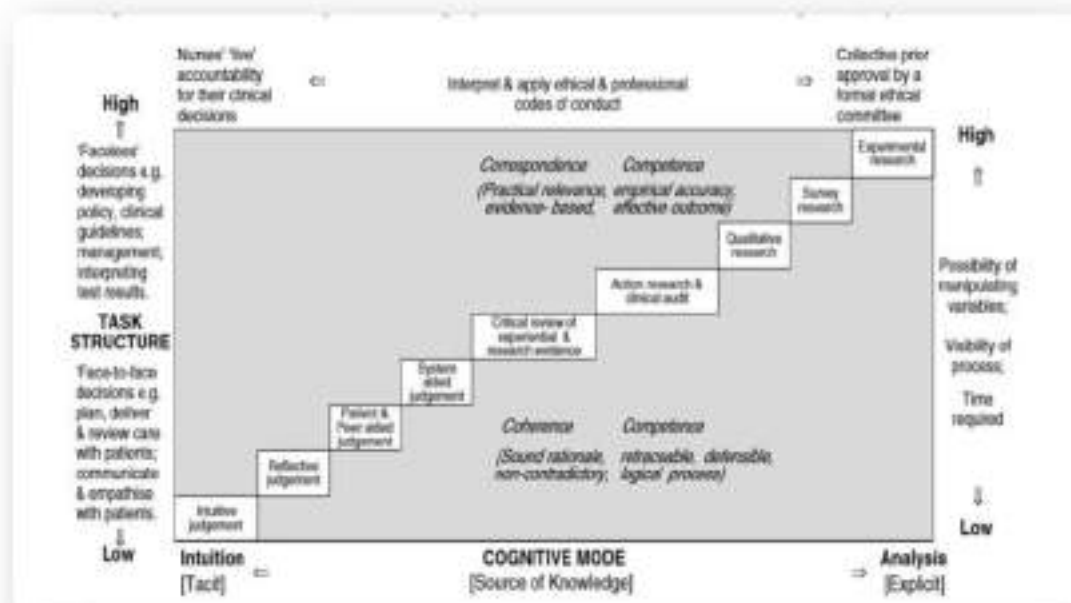 Nurses' 'live'
accountability
for their clinical
decisions
⇐
Interpret & apply ethical & professional
codes of conduct
⇒
Collective prior
approval by a
formal ethical
committee
High
⇑
'Faceless'
decisions e.g.
developing
policy, clinical
guidelines;
management;
interpreting
test results.
TASK
STRUCTURE
'Face-to-face
decisions e.g.
plan, deliver
& review care
with patients;
communicate
& empathise
with patients.
⇓
Low
Experimental
research
Survey
research
Qualitative
research
Action research &
clinical audit
Critical review of
experiential &
research evidence
System
aided
judgement
Patient &
Peer aided
judgement
Reflective
judgement
Intuitive
judgement
Correspondence Competence
(Practical relevance, empirical accuracy,
evidence- based, effective outcome)
Coherence Competence
(Sound rationale, retraceable, defensible,
non-contradictory, logical process)
High
⇑
Possibility of
manipulating
variables;
Visibility of
process;
Time
required
⇓
Low
Intuition
[Tacit]
⇐
COGNITIVE MODE
[Source of Knowledge]
⇒
Analysis
[Explicit]